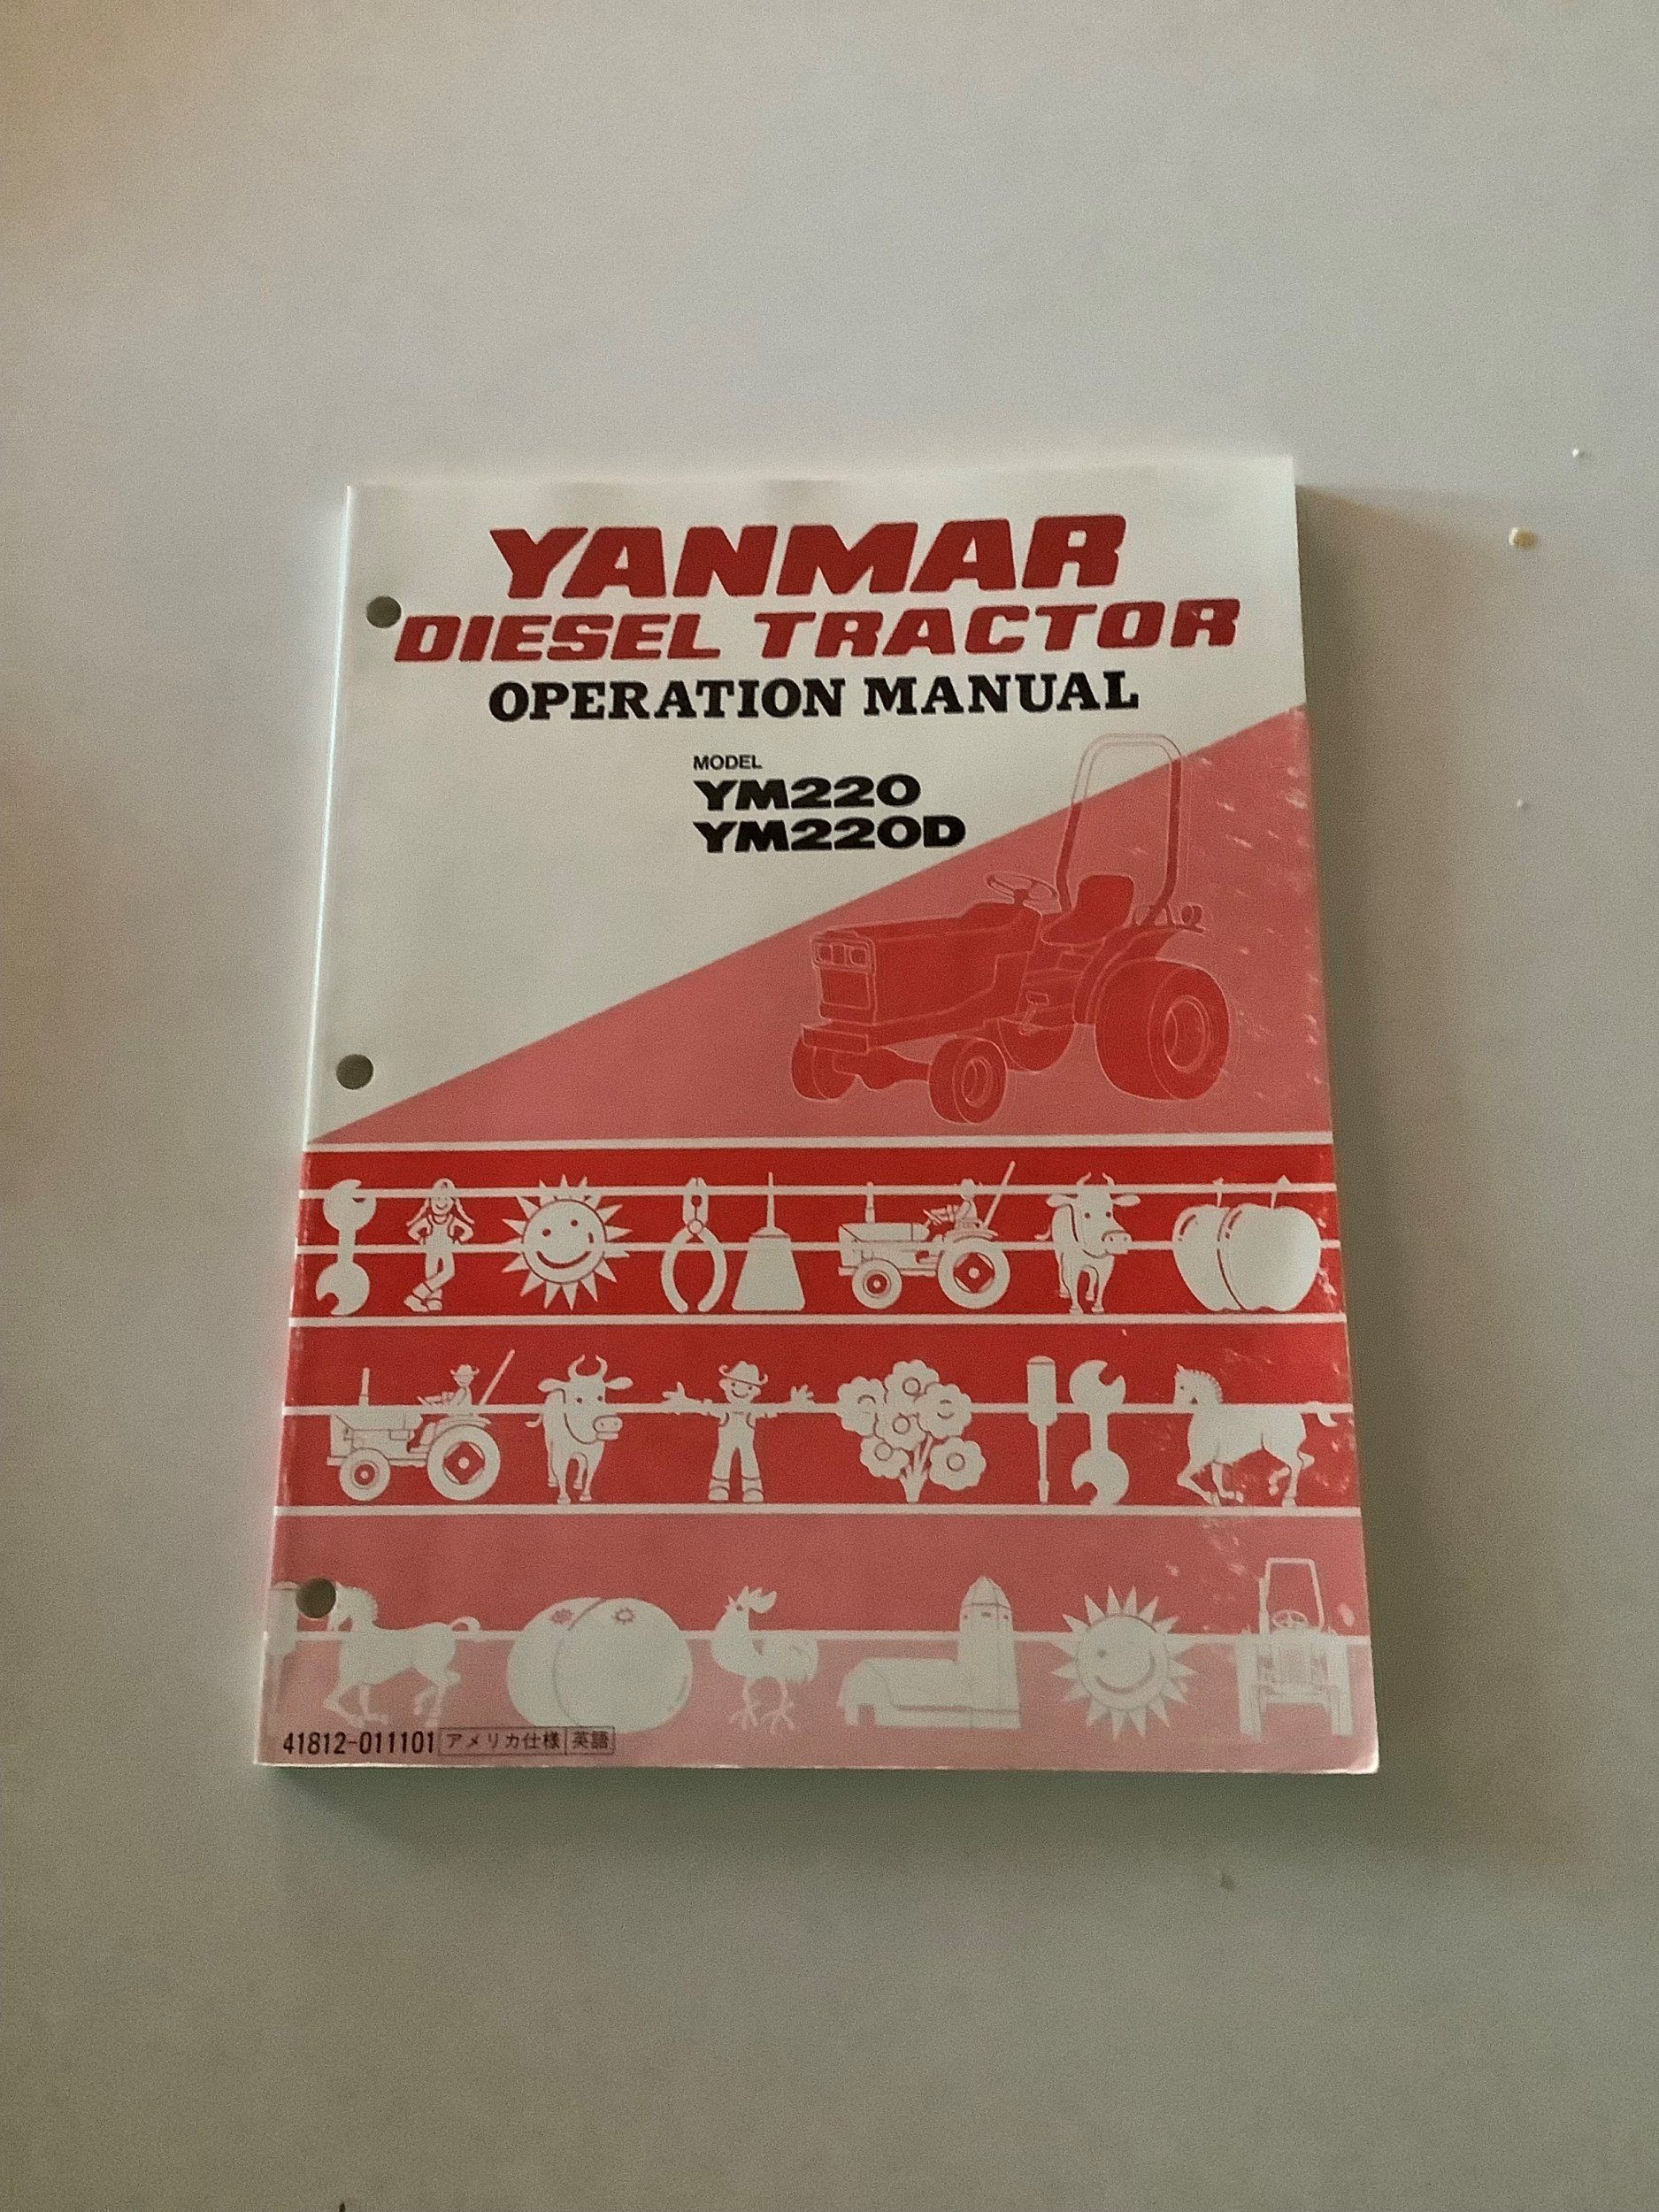 YANMAR
DIESEL TRACTOR
OPERATION MANUAL
MODEL
YM220
YM220D
41812-011101 アメリカ仕様 英語